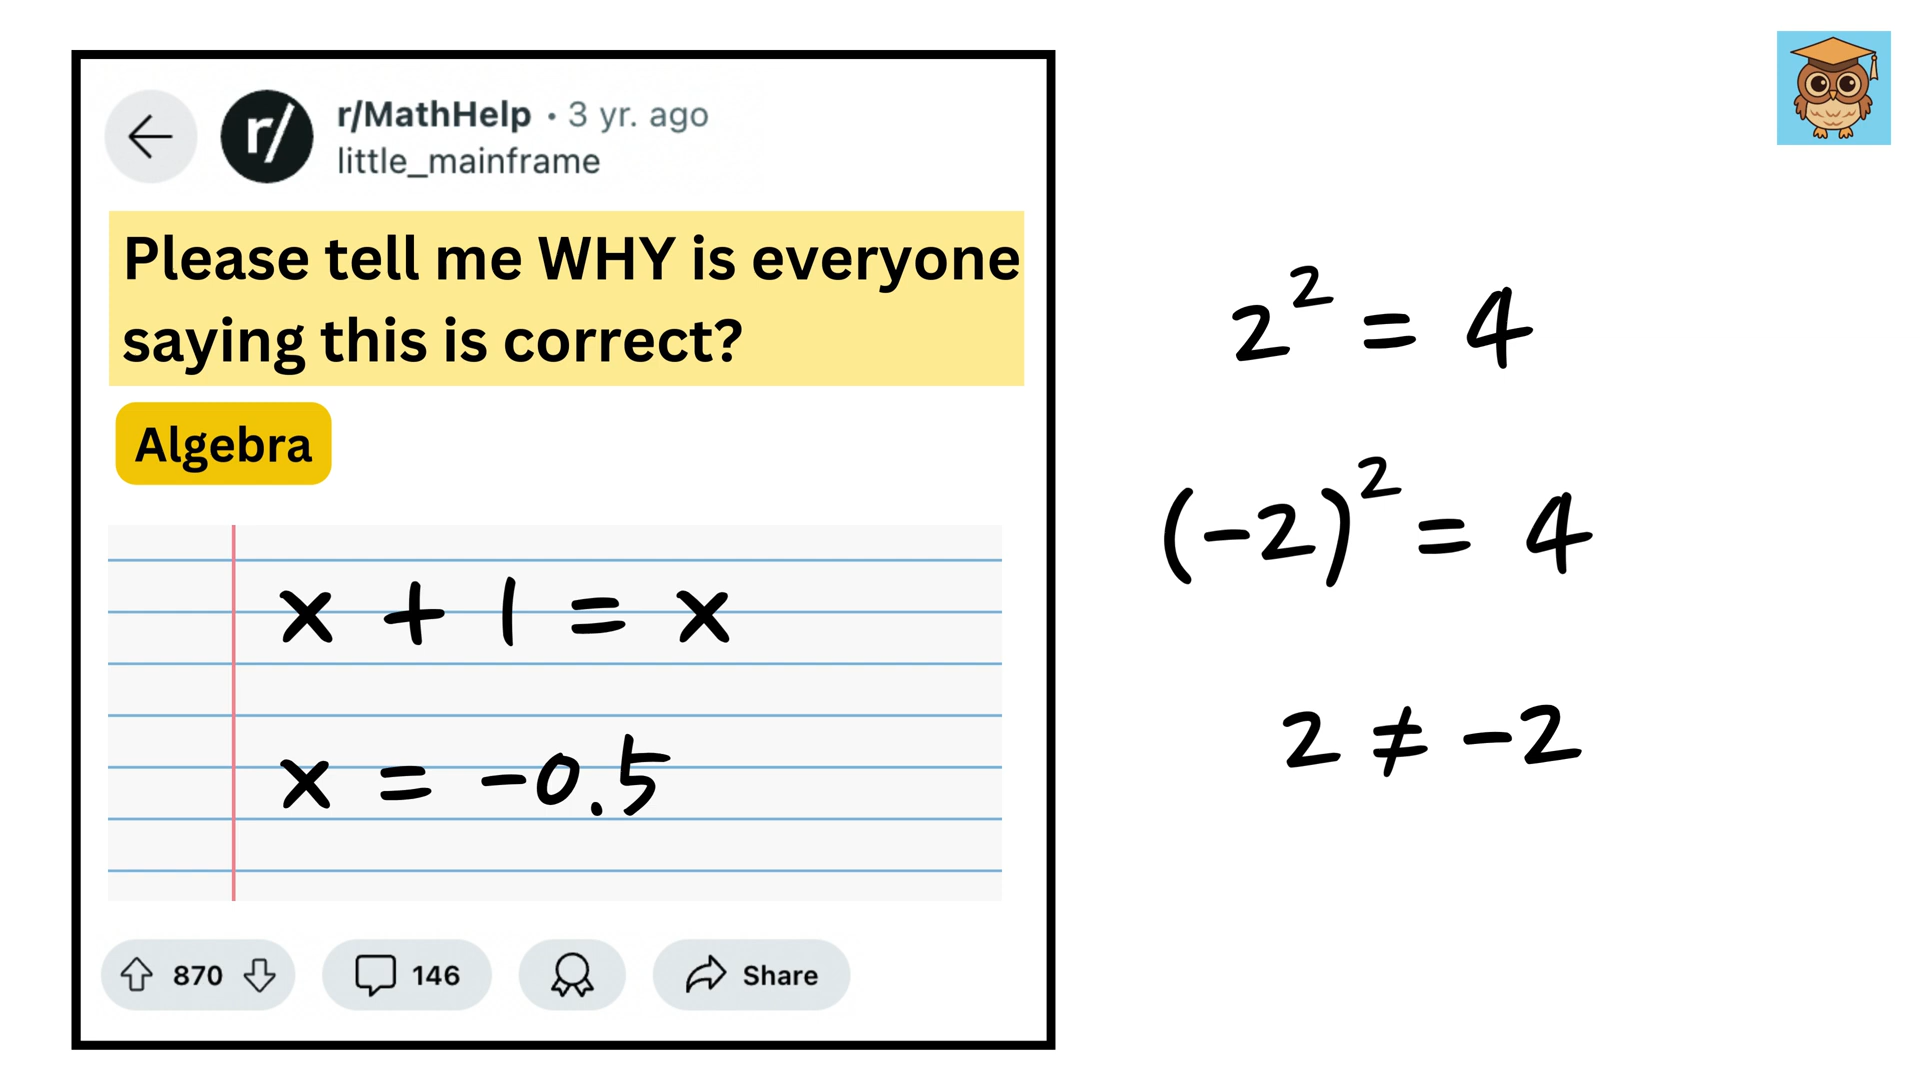 r/MathHelp • 3 yr. ago
little_mainframe
r/
Please tell me WHY is everyone
saying this is correct?
Algebra
x + 1 = x
x = -0.5
870
146
Share
2² = 4
(-2)² = 4
2 ≠ -2